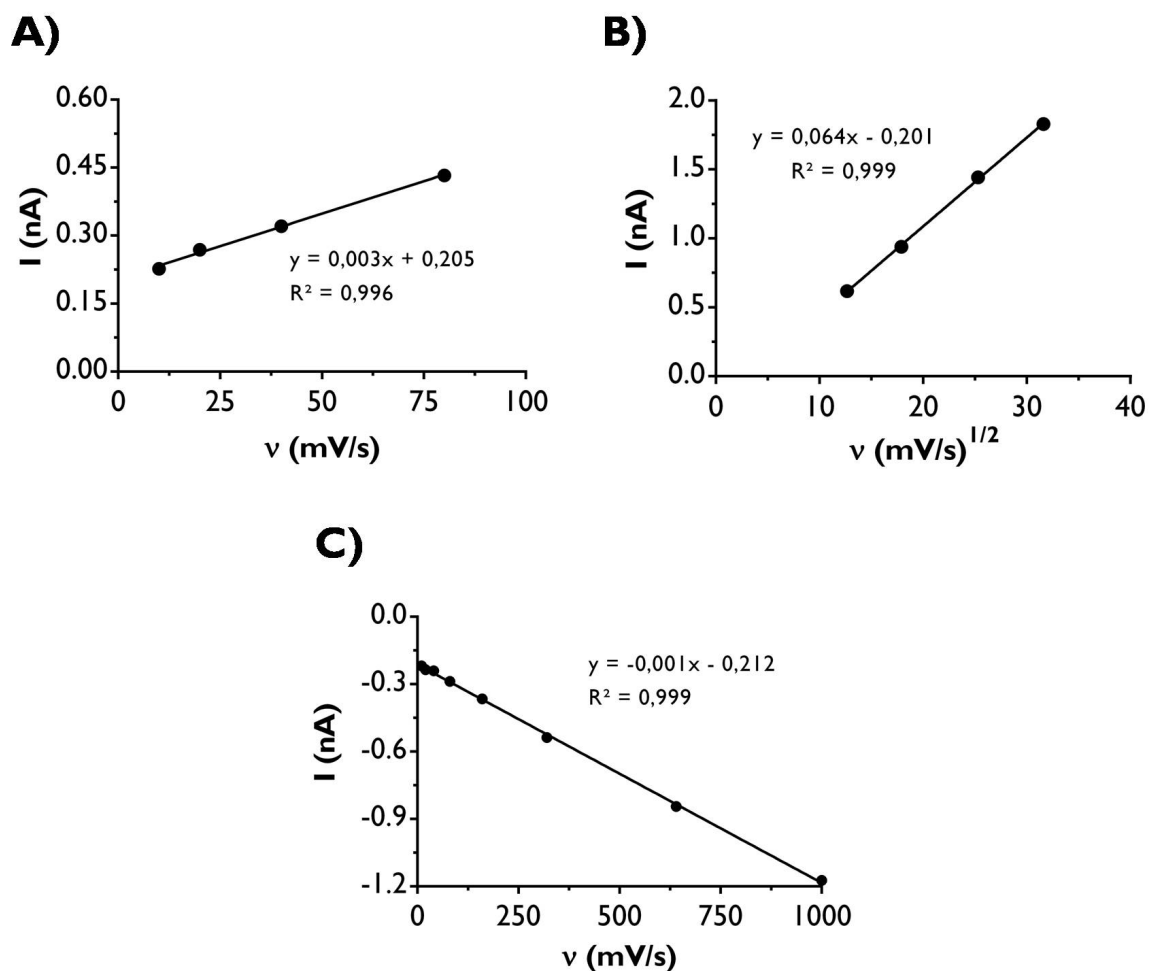 A)
0.60
0.45
0.30
0.15
0.00
I (nA)
y = 0,003x + 0,205
R² = 0,996
0
25
50
75
100
ν (mV/s)
B)
2.0
1.5
1.0
0.5
0.0
I (nA)
y = 0,064x - 0,201
R² = 0,999
0
10
20
30
40
ν (mV/s)^1/2
C)
0.0
-0.3
-0.6
-0.9
-1.2
I (nA)
y = -0,001x - 0,212
R² = 0,999
0
250
500
750
1000
ν (mV/s)